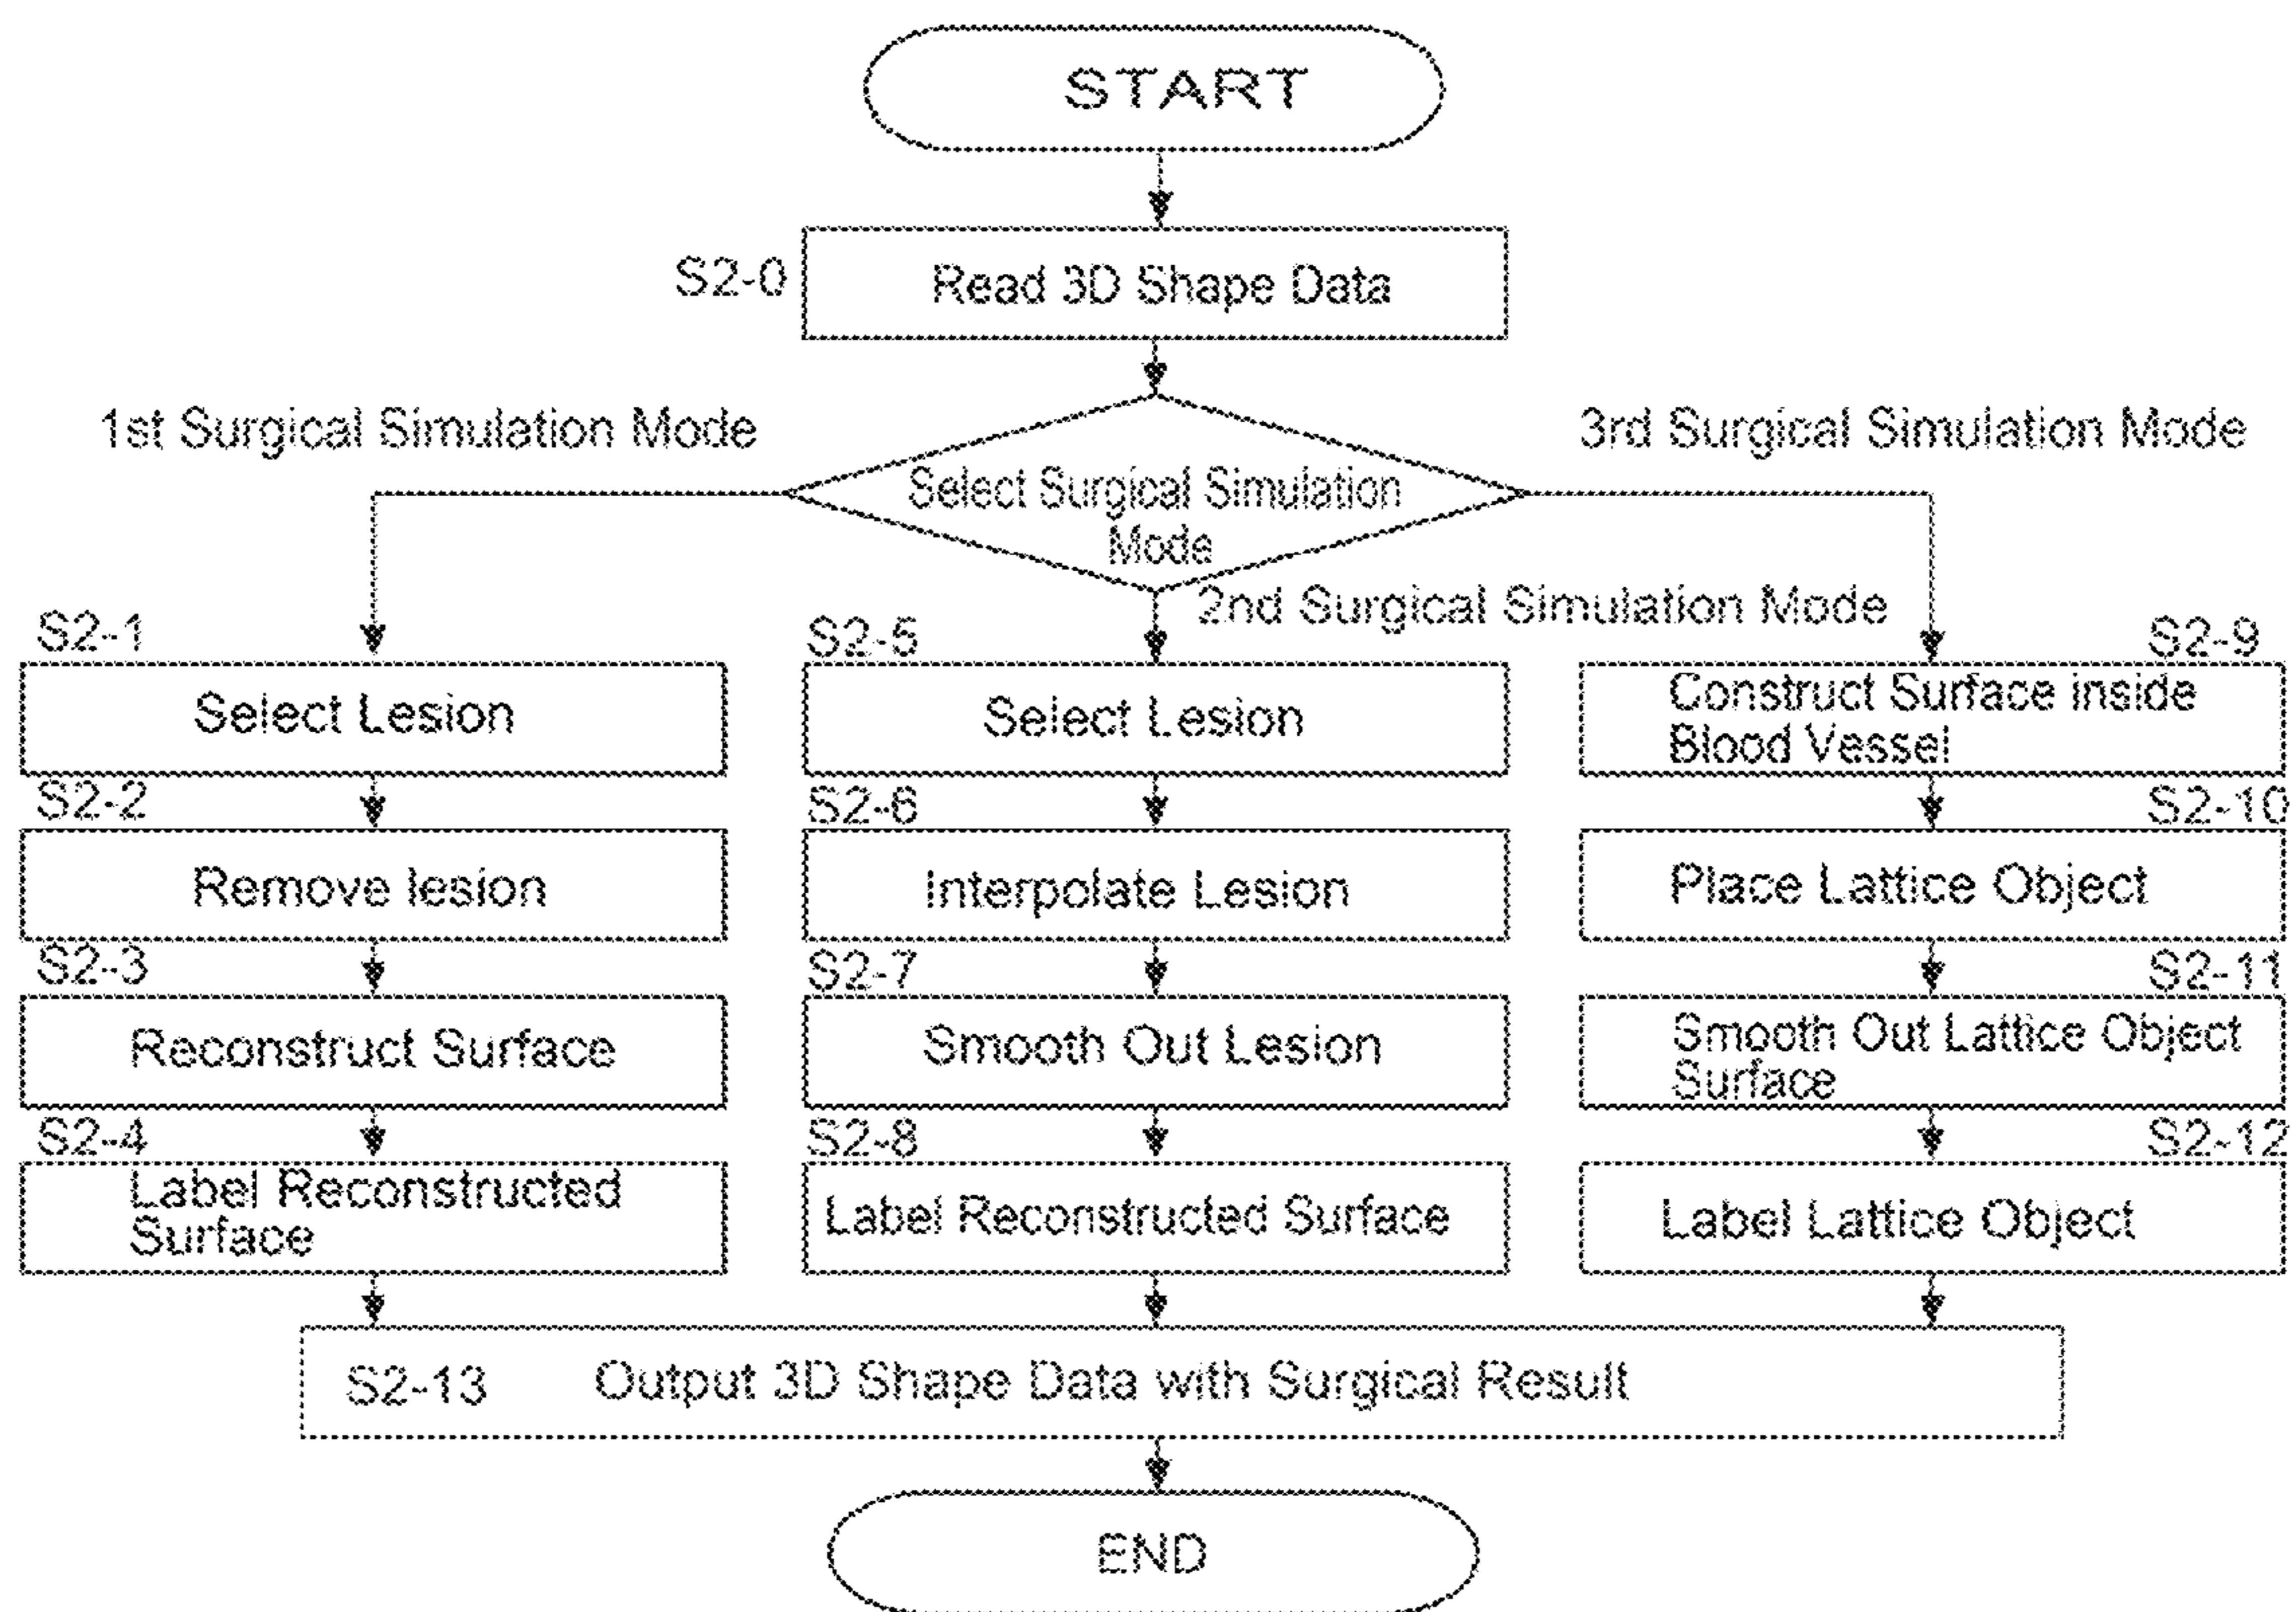 START
S2-0
Read 3D Shape Data
1st Surgical Simulation Mode
3rd Surgical Simulation Mode
Select Surgical Simulation
Mode
2nd Surgical Simulation Mode
S2-1
S2-5
S2-9
Select Lesion
Select Lesion
Construct Surface inside
Blood Vessel
S2-2
S2-6
S2-10
Remove lesion
Interpolate Lesion
Place Lattice Object
S2-3
S2-7
S2-11
Reconstruct Surface
Smooth Out Lesion
Smooth Out Lattice Object
Surface
S2-4
S2-8
S2-12
Label Reconstructed
Surface
Label Reconstructed Surface
Label Lattice Object
S2-13 Output 3D Shape Data with Surgical Result
END